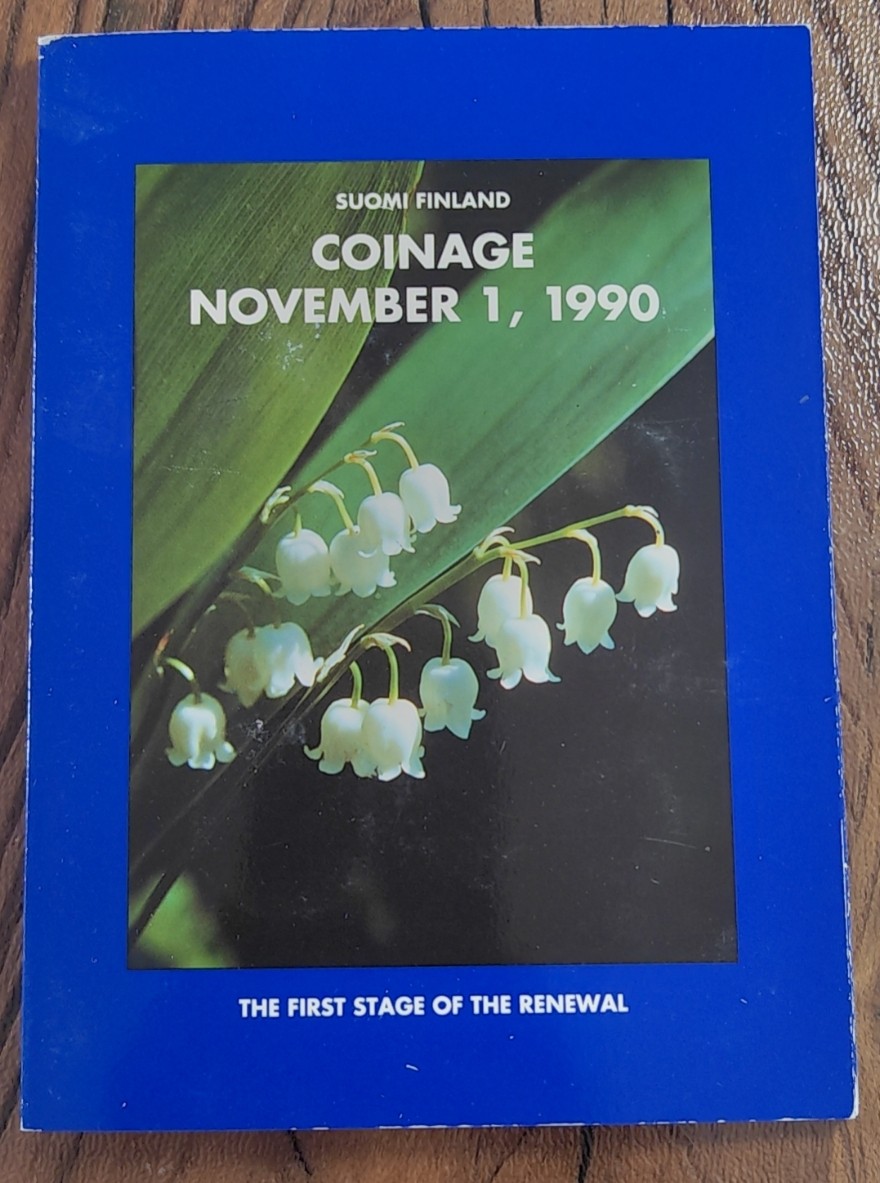 SUOMI FINLAND
COINAGE
NOVEMBER 1, 1990
THE FIRST STAGE OF THE RENEWAL